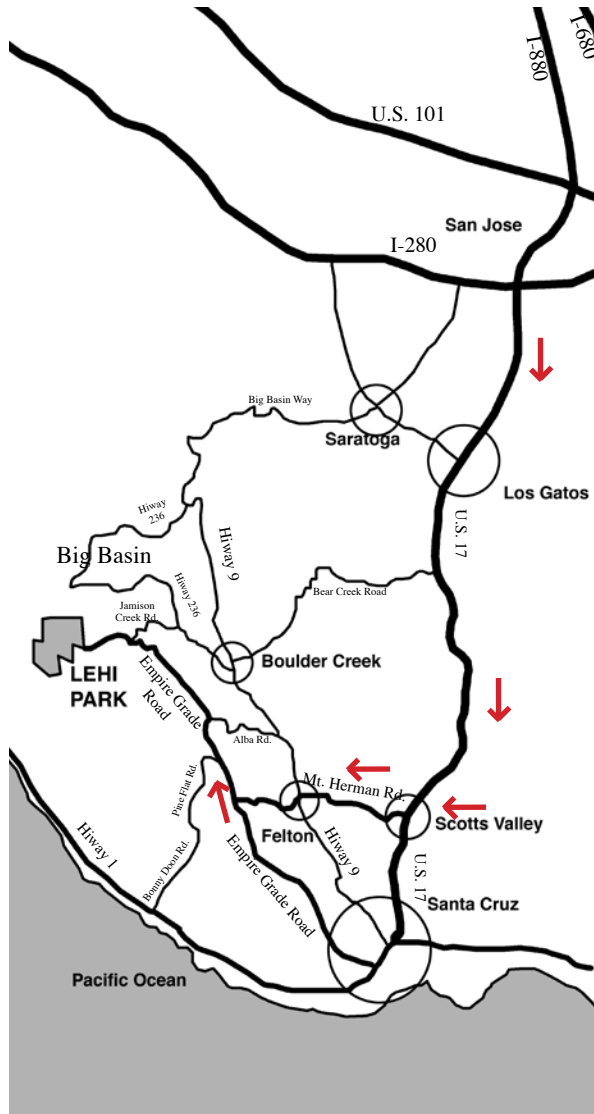 I-680
I-880
U.S. 101
San Jose
I-280
Big Basin Way
Saratoga
Los Gatos
Hiway
236
U.S. 17
Hiway 9
Big Basin
Hiway 236
Bear Creek Road
Jamison
Creek Rd.
Boulder Creek
LEHI
PARK
Empire Grade
Road
Alba Rd.
Pine Flat Rd.
Mt. Herman Rd.
Scotts Valley
Felton
Hiway 1
Bonny Doon Rd.
Empire Grade Road
Hiway 9
U.S. 17
Santa Cruz
Pacific Ocean